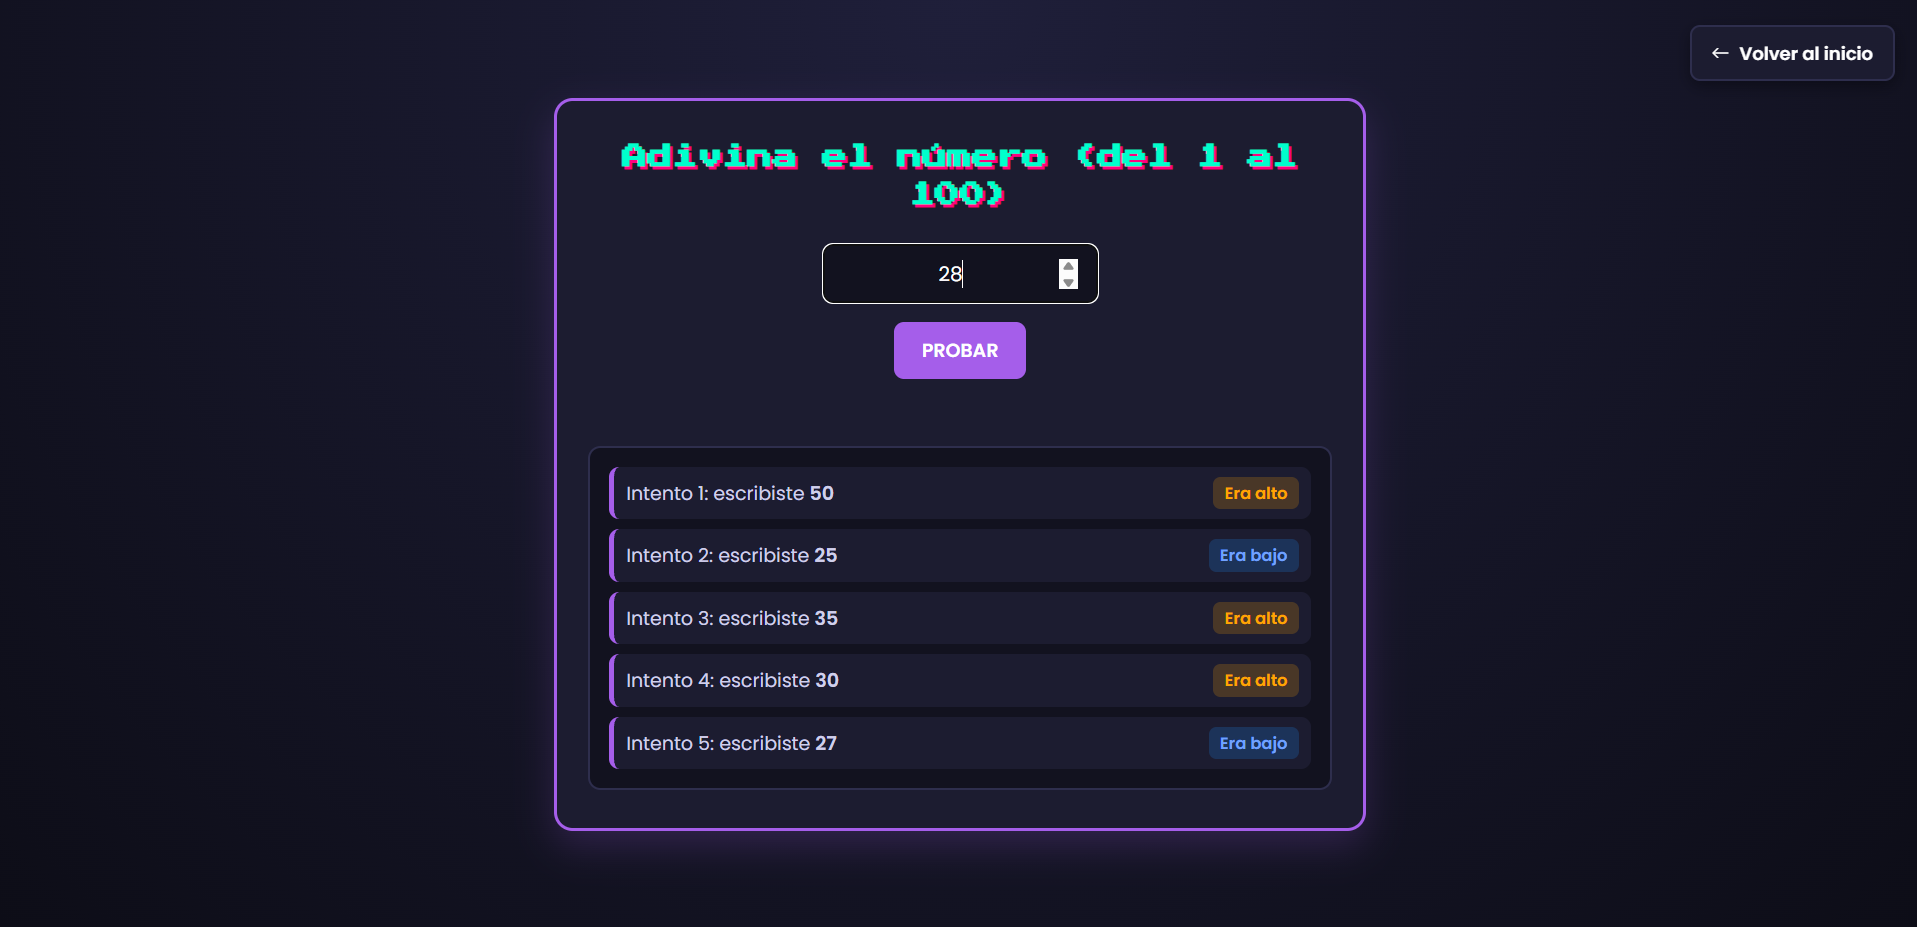 ← Volver al inicio
Adivina el número (del 1 al
100)
28
PROBAR
Intento 1: escribiste 50 Era alto
Intento 2: escribiste 25 Era bajo
Intento 3: escribiste 35 Era alto
Intento 4: escribiste 30 Era alto
Intento 5: escribiste 27 Era bajo